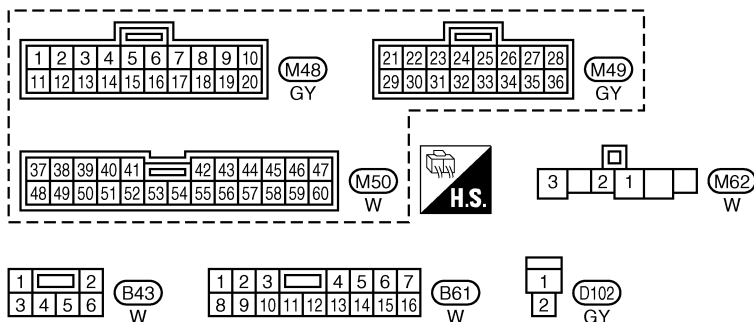 1 2 3 4 5 6 7 8 9 10
11 12 13 14 15 16 17 18 19 20
M48
GY
21 22 23 24 25 26 27 28
29 30 31 32 33 34 35 36
M49
GY
37 38 39 40 41 42 43 44 45 46 47
48 49 50 51 52 53 54 55 56 57 58 59 60
M50
W
H.S.
3 2 1
M62
W
1 2
3 4 5 6
B43
W
1 2 3 4 5 6 7
8 9 10 11 12 13 14 15 16
B61
W
1
2
D102
GY